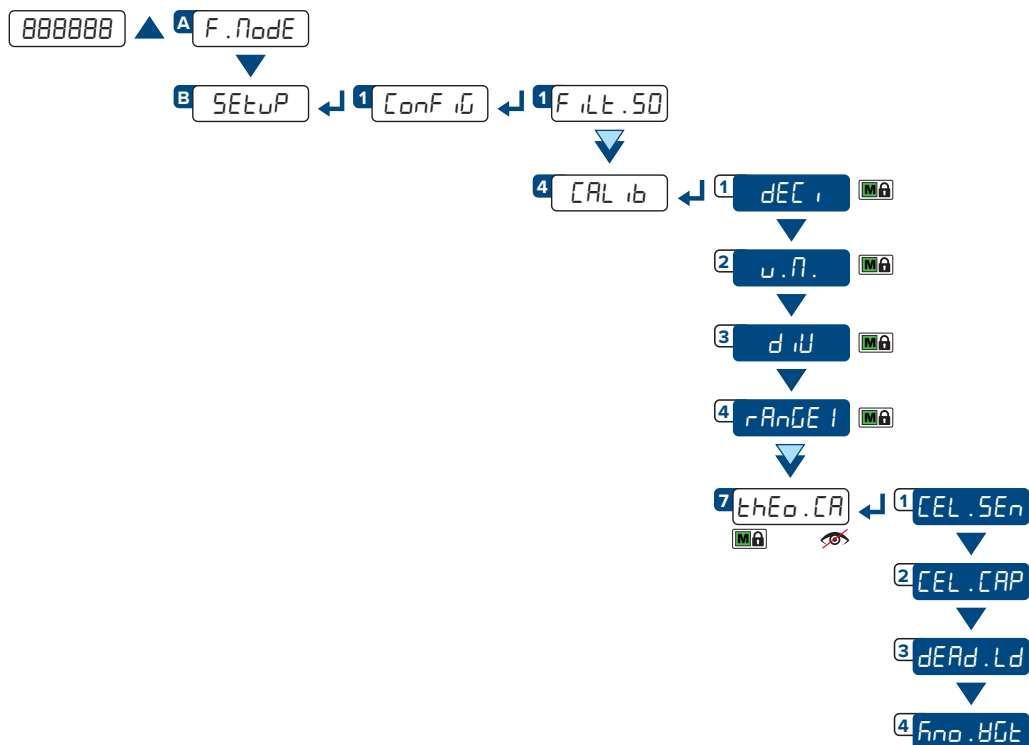 888888 A F.ModE
B SEtuP 1 ConFiG 1 FiLt.50
4 CALib 1 dECi M
2 u.M. M
3 diV M
4 rAnGE1 M
7 thEo.CA 1 CEL.SEn
M
2 CEL.CAP
3 dEAd.Ld
4 kno.WGt